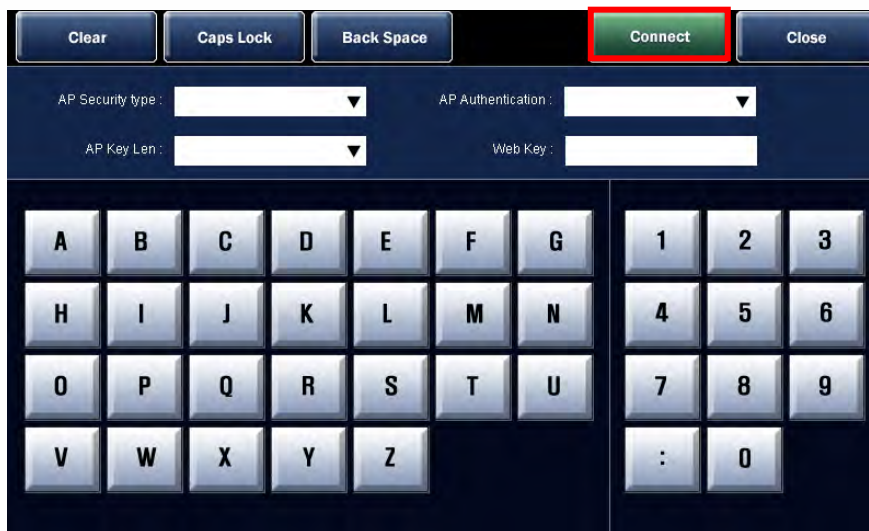 Clear Caps Lock Back Space Connect Close
AP Security type : AP Authentication :
AP Key Len : Web Key :
A B C D E F G 1 2 3
H I J K L M N 4 5 6
O P Q R S T U 7 8 9
V W X Y Z : 0